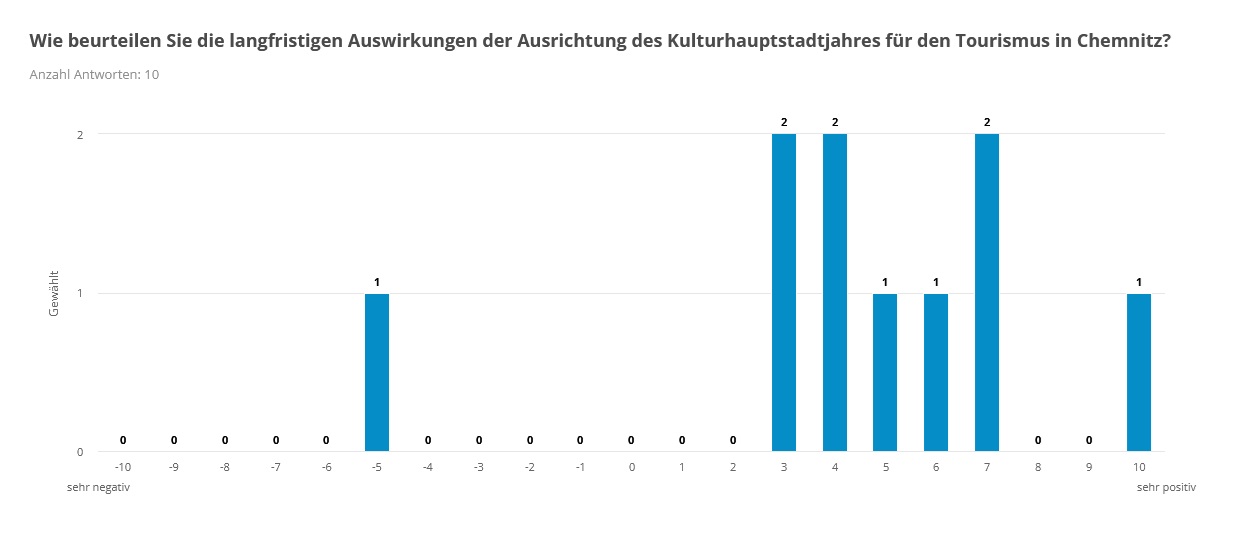 Wie beurteilen Sie die langfristigen Auswirkungen der Ausrichtung des Kulturhauptstadtjahres für den Tourismus in Chemnitz?
Anzahl Antworten: 10
2 2 2
2
1 1 1 1
1
Gewählt
0 0 0 0 0 0 0 0 0 0 0 0 0 0
0
-10 -9 -8 -7 -6 -5 -4 -3 -2 -1 0 1 2 3 4 5 6 7 8 9 10
sehr negativ sehr positiv